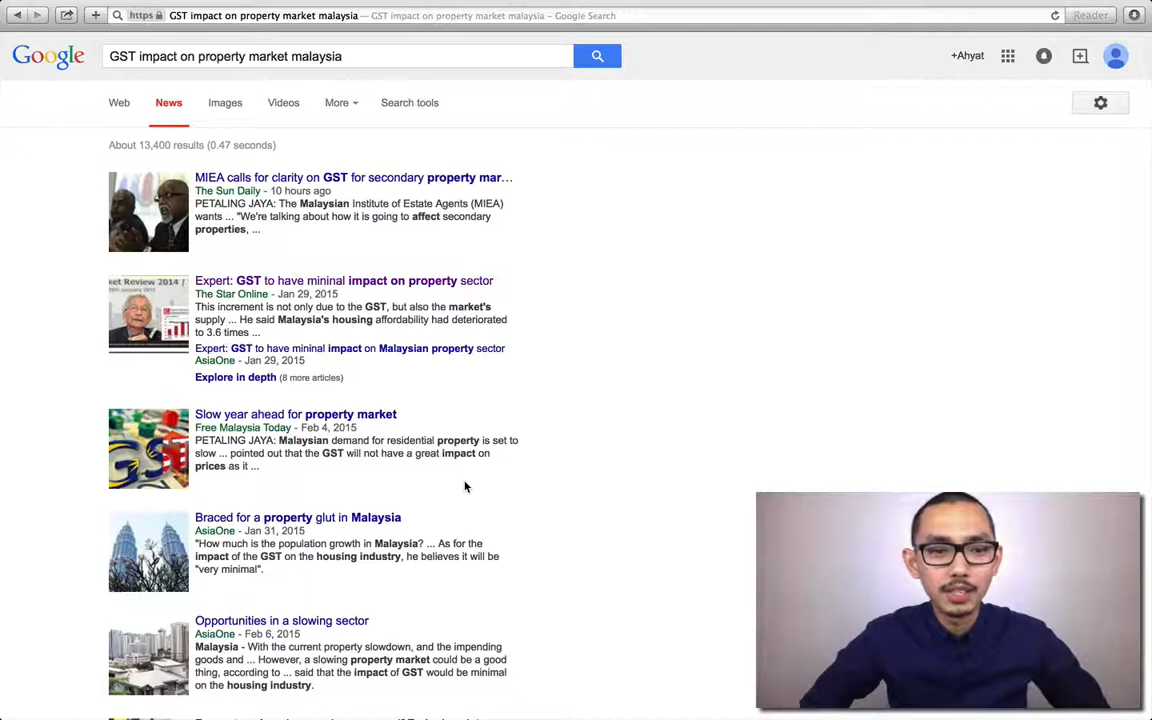 https GST impact on property market malaysia — GST impact on property market malaysia – Google Search
Reader
Google
GST impact on property market malaysia
+Ahyat
Web News Images Videos More Search tools
About 13,400 results (0.47 seconds)
MIEA calls for clarity on GST for secondary property mar...
The Sun Daily - 10 hours ago
PETALING JAYA: The Malaysian Institute of Estate Agents (MIEA)
wants ... "We're talking about how it is going to affect secondary
properties, ...
ket Review 2014 /
Expert: GST to have mininal impact on property sector
The Star Online - Jan 29, 2015
This increment is not only due to the GST, but also the market's
supply ... He said Malaysia's housing affordability had deteriorated
to 3.6 times ...
Expert: GST to have mininal impact on Malaysian property sector
AsiaOne - Jan 29, 2015
Explore in depth (8 more articles)
GST
Slow year ahead for property market
Free Malaysia Today - Feb 4, 2015
PETALING JAYA: Malaysian demand for residential property is set to
slow ... pointed out that the GST will not have a great impact on
prices as it ...
Braced for a property glut in Malaysia
AsiaOne - Jan 31, 2015
"How much is the population growth in Malaysia? ... As for the
impact of the GST on the housing industry, he believes it will be
"very minimal".
Opportunities in a slowing sector
AsiaOne - Feb 6, 2015
Malaysia - With the current property slowdown, and the impending
goods and ... However, a slowing property market could be a good
thing, according to ... said that the impact of GST would be minimal
on the housing industry.